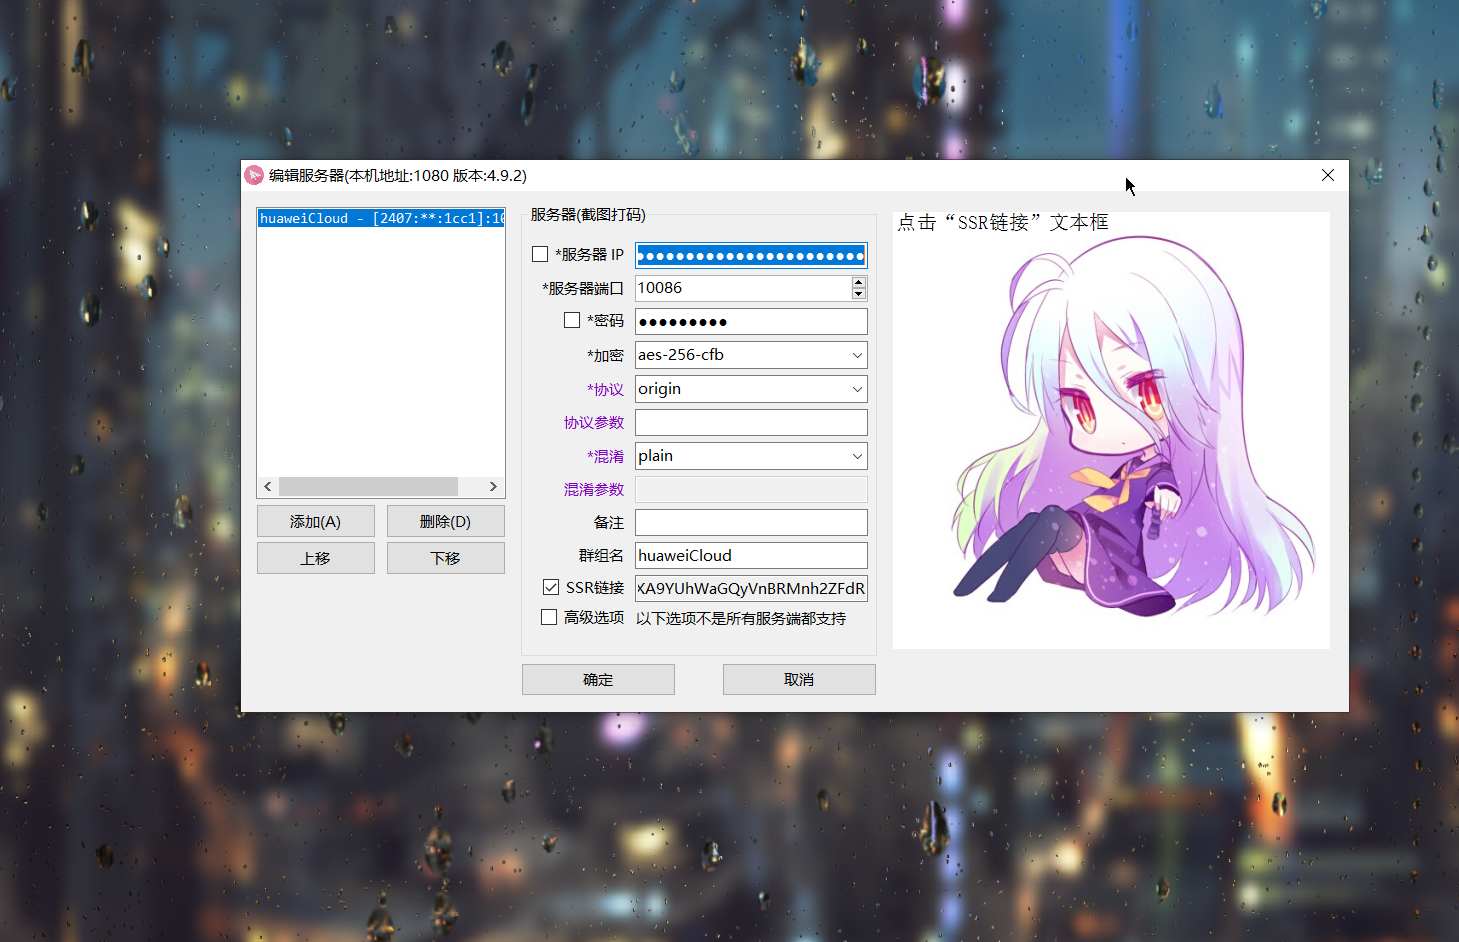 编辑服务器(本机地址:1080 版本:4.9.2)
huaweiCloud - [2407:**:1cc1]:10
添加(A)
删除(D)
上移
下移
服务器(截图打码)
*服务器 IP ●●●●●●●●●●●●●●●●●●●●●●●
*服务器端口 10086
*密码 ●●●●●●●●●
*加密 aes-256-cfb
*协议 origin
协议参数
*混淆 plain
混淆参数
备注
群组名 huaweiCloud
SSR链接 XA9YUhWaGQyVnBRMnh2ZFdR
高级选项 以下选项不是所有服务端都支持
确定
取消
点击“SSR链接”文本框